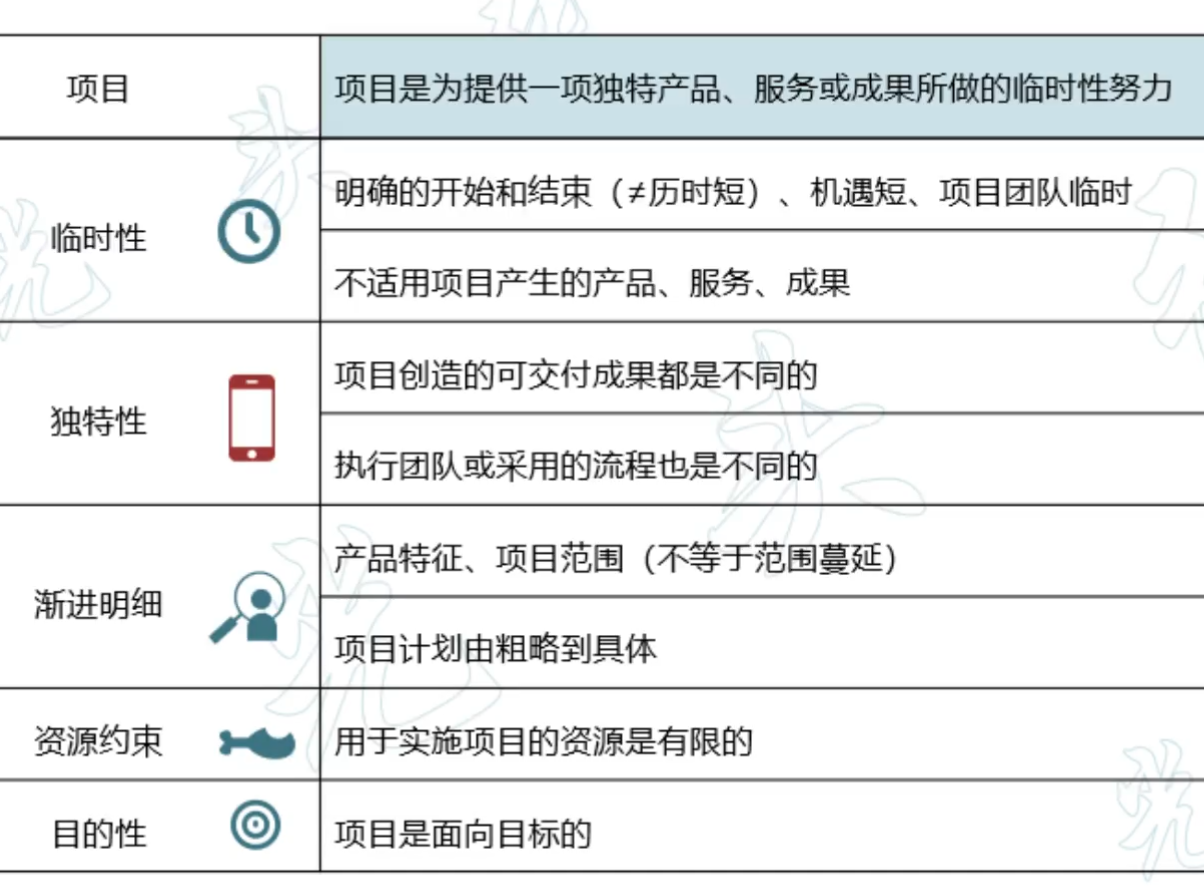 项目
项目是为提供一项独特产品、服务或成果所做的临时性努力
临时性
明确的开始和结束（≠历时短）、机遇短、项目团队临时
不适用项目产生的产品、服务、成果
独特性
项目创造的可交付成果都是不同的
执行团队或采用的流程也是不同的
渐进明细
产品特征、项目范围（不等于范围蔓延）
项目计划由粗略到具体
资源约束
用于实施项目的资源是有限的
目的性
项目是面向目标的